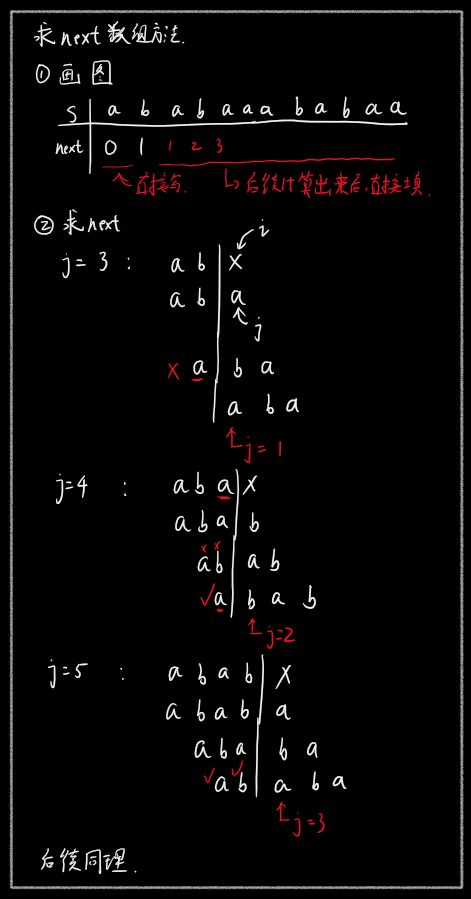 求next数组方法.
① 画图
S a b a b a a a b a b a a
next 0 1 1 2 3
直接写 后续计算出来后,直接填.
② 求next
j = 3 : a b x i
a b a
j
x a b a
a b a
j = 1
j=4 : a b a x
a b a b
x x
a b a b
✓ a b a b
j=2
j=5 : a b a b x
a b a b a
a b a b a
✓ ✓
a b a b a
j=3
后续同理.